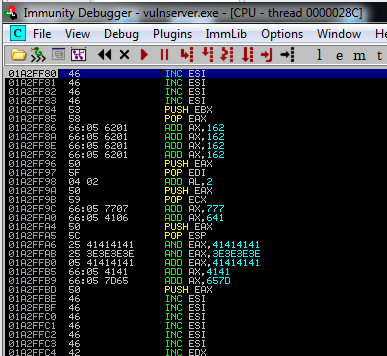 Immunity Debugger - vulnserver.exe - [CPU - thread 0000028C]
C File View Debug Plugins ImmLib Options Window
l e m t
01A2FF80 46 INC ESI
01A2FF81 46 INC ESI
01A2FF82 46 INC ESI
01A2FF83 46 INC ESI
01A2FF84 53 PUSH EBX
01A2FF85 58 POP EAX
01A2FF86 66:05 6201 ADD AX,162
01A2FF8A 66:05 6201 ADD AX,162
01A2FF8E 66:05 6201 ADD AX,162
01A2FF92 66:05 6201 ADD AX,162
01A2FF96 50 PUSH EAX
01A2FF97 5F POP EDI
01A2FF98 04 02 ADD AL,2
01A2FF9A 50 PUSH EAX
01A2FF9B 59 POP ECX
01A2FF9C 66:05 7707 ADD AX,777
01A2FFA0 66:05 4106 ADD AX,641
01A2FFA4 50 PUSH EAX
01A2FFA5 5C POP ESP
01A2FFA6 25 41414141 AND EAX,41414141
01A2FFAB 25 3E3E3E3E AND EAX,3E3E3E3E
01A2FFB0 05 41414141 ADD EAX,41414141
01A2FFB5 66:05 4141 ADD AX,4141
01A2FFB9 66:05 7D65 ADD AX,657D
01A2FFBD 50 PUSH EAX
01A2FFBE 46 INC ESI
01A2FFBF 46 INC ESI
01A2FFC0 46 INC ESI
01A2FFC1 46 INC ESI
01A2FFC2 46 INC ESI
01A2FFC3 46 INC ESI
01A2FFC4 42 INC EDX